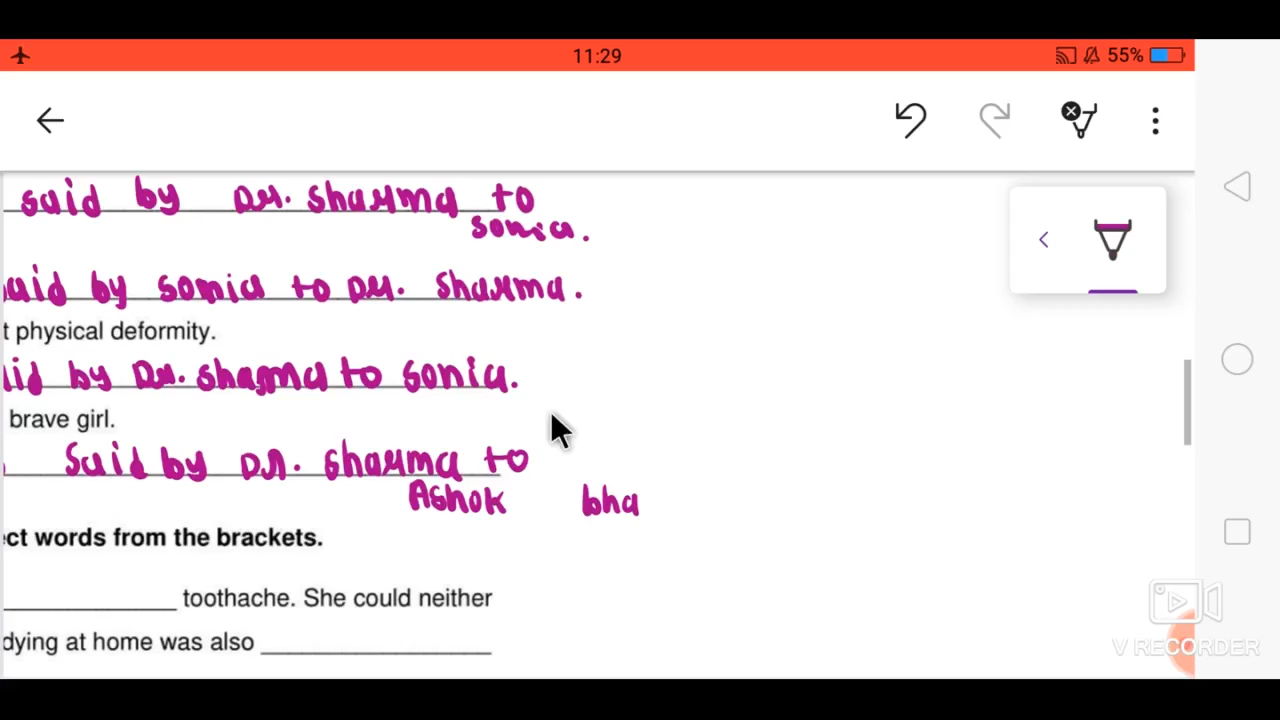 11:29
55%
said by DR. Sharma to
sonia.
said by sonia to DR. Sharma.
t physical deformity.
id by DR. sharma to sonia.
brave girl.
Said by DR. Sharma to
Ashok bha
ct words from the brackets.
toothache. She could neither
dying at home was also
V RECORDER